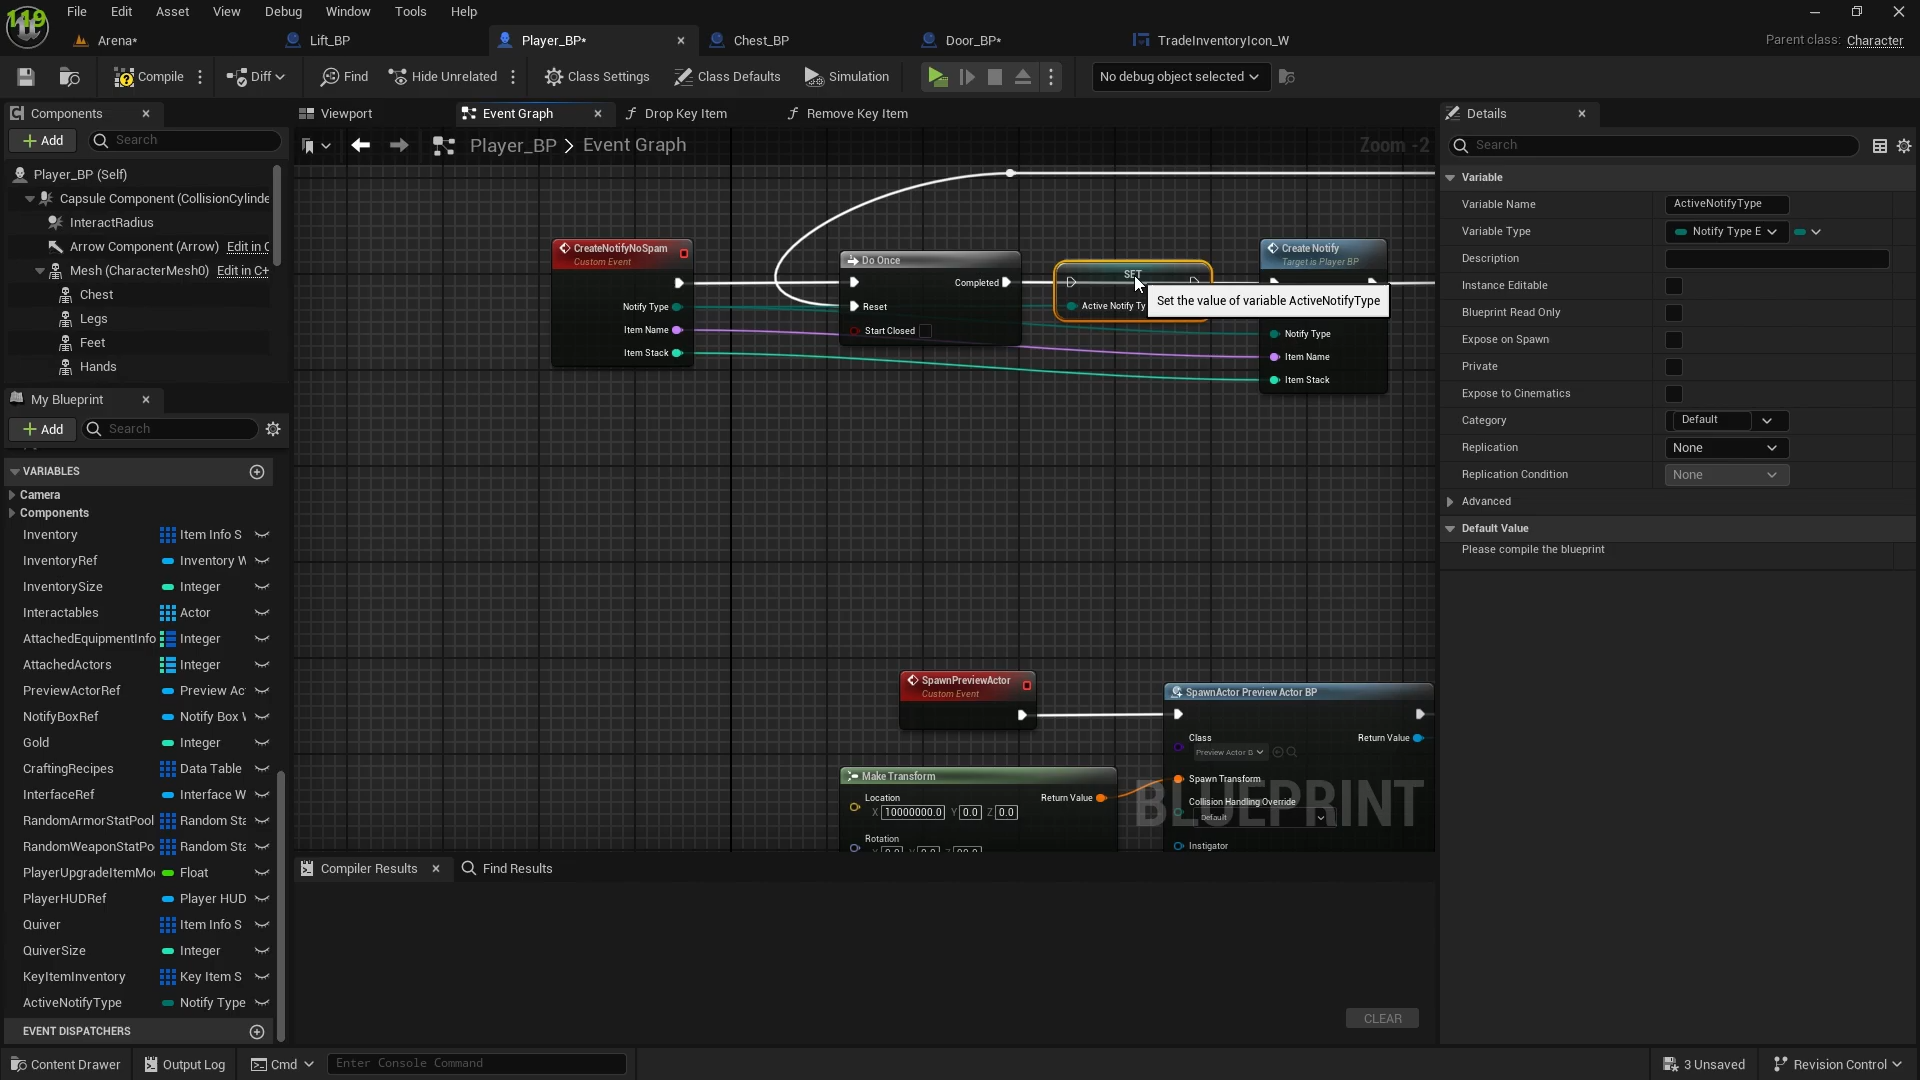 119
File Edit Asset View Debug Window Tools Help
Arena* Lift_BP Player_BP* Chest_BP Door_BP* TradeInventoryIcon_W Parent class: Character
Compile Diff Find Hide Unrelated Class Settings Class Defaults Simulation No debug object selected
Components Viewport Event Graph Drop Key Item Remove Key Item Details
Add Search
Player_BP > Event Graph Zoom -2
Search
Player_BP (Self)
Capsule Component (CollisionCylinde
InteractRadius
Arrow Component (Arrow) Edit in C
Mesh (CharacterMesh0) Edit in C+
Chest
Legs
Feet
Hands
My Blueprint
Add Search
VARIABLES
Camera
Components
Inventory Item Info S
InventoryRef Inventory W
InventorySize Integer
Interactables Actor
AttachedEquipmentInfo Integer
AttachedActors Integer
PreviewActorRef Preview Ac
NotifyBoxRef Notify Box
Gold Integer
CraftingRecipes Data Table
InterfaceRef Interface W
RandomArmorStatPool Random Sta
RandomWeaponStatPo Random Sta
PlayerUpgradeItemMo Float
PlayerHUDRef Player HUD
Quiver Item Info S
QuiverSize Integer
KeyItemInventory Key Item S
ActiveNotifyType Notify Type
EVENT DISPATCHERS
CreateNotifyNoSpam
Custom Event
Notify Type
Item Name
Item Stack
Do Once
Completed
Reset
Start Closed
SET
Active Notify Ty
Set the value of variable ActiveNotifyType
Create Notify
Target is Player BP
Notify Type
Item Name
Item Stack
SpawnPreviewActor
Custom Event
SpawnActor Preview Actor BP
Class
Preview Actor B
Return Value
Spawn Transform
Collision Handling Override
Default
Instigator
Make Transform
Location
X 10000000.0 Y 0.0 Z 0.0
Return Value
Rotation
BLUEPRINT
Compiler Results Find Results
CLEAR
Variable
Variable Name ActiveNotifyType
Variable Type Notify Type E
Description
Instance Editable
Blueprint Read Only
Expose on Spawn
Private
Expose to Cinematics
Category Default
Replication None
Replication Condition None
Advanced
Default Value
Please compile the blueprint
Content Drawer Output Log Cmd Enter Console Command 3 Unsaved Revision Control